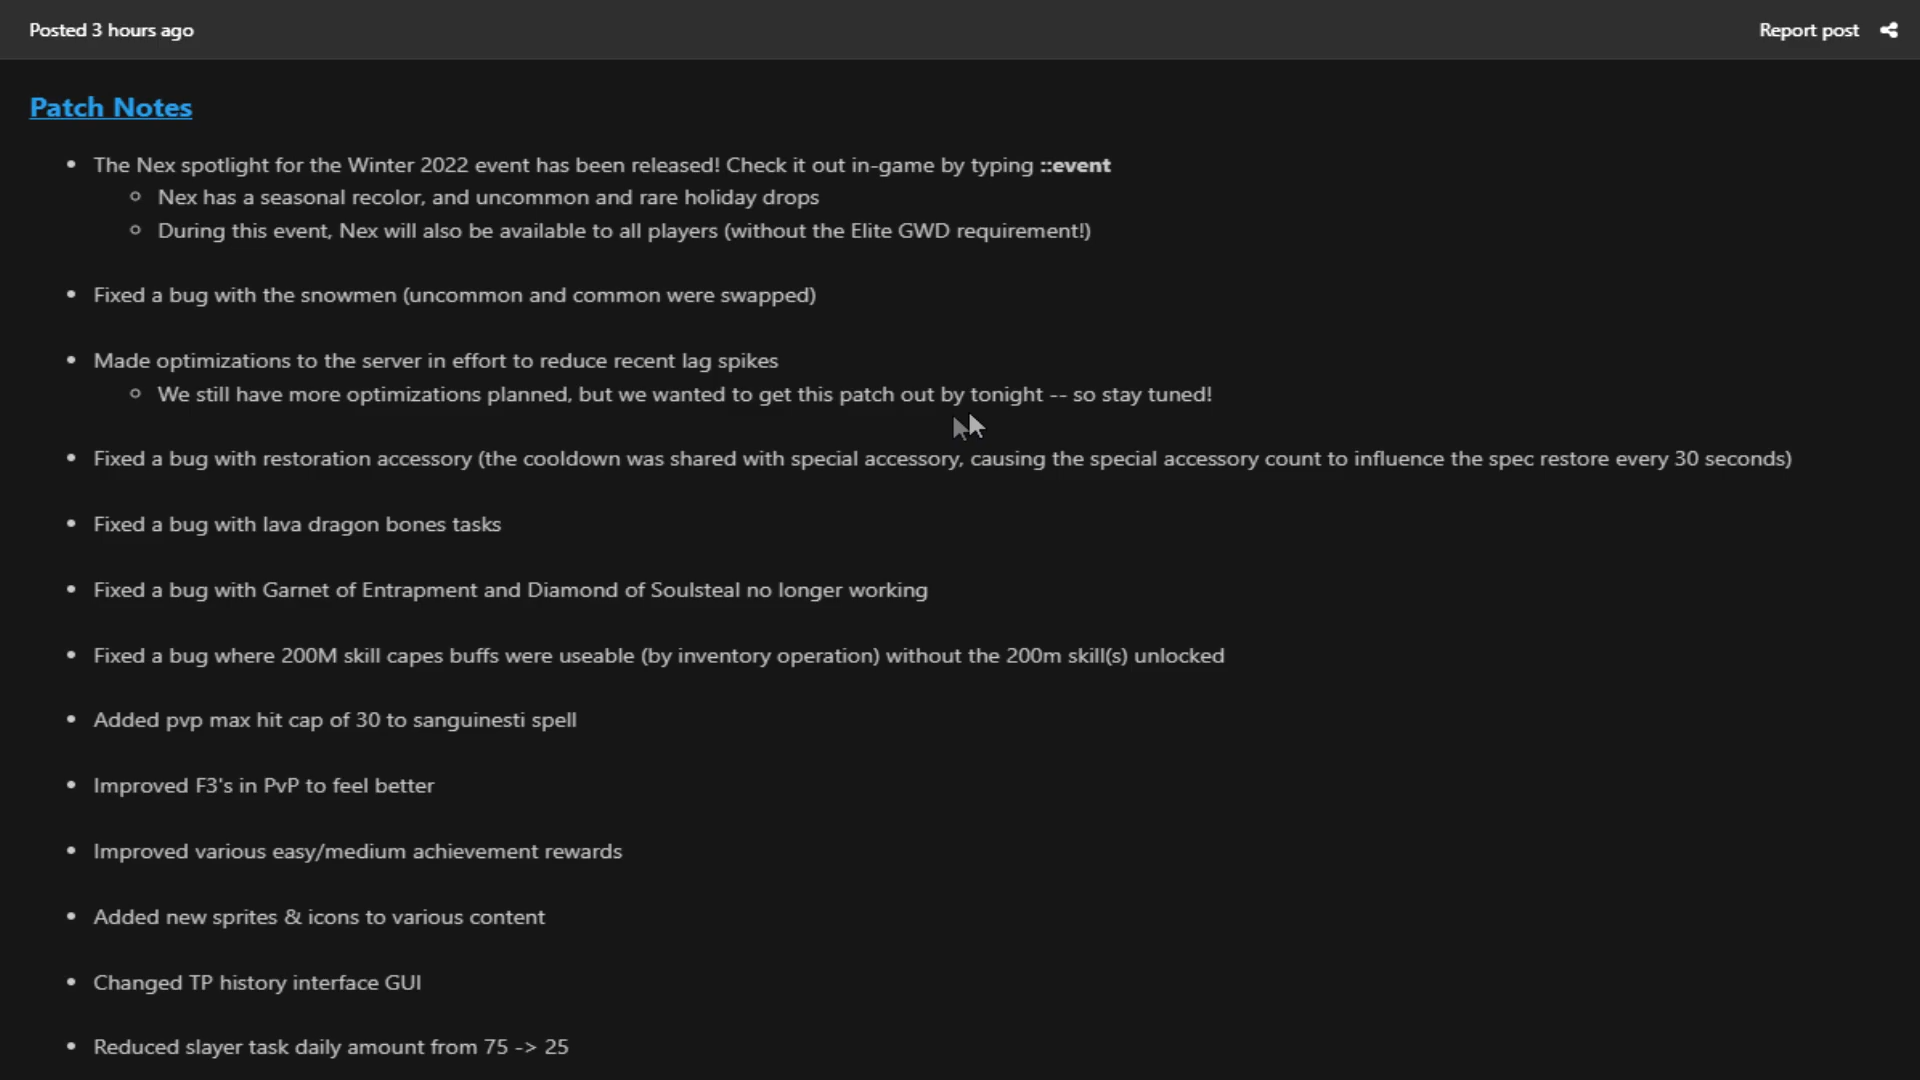 Posted 3 hours ago
Report post
Patch Notes
• The Nex spotlight for the Winter 2022 event has been released! Check it out in-game by typing ::event
◦ Nex has a seasonal recolor, and uncommon and rare holiday drops
◦ During this event, Nex will also be available to all players (without the Elite GWD requirement!)
• Fixed a bug with the snowmen (uncommon and common were swapped)
• Made optimizations to the server in effort to reduce recent lag spikes
◦ We still have more optimizations planned, but we wanted to get this patch out by tonight -- so stay tuned!
• Fixed a bug with restoration accessory (the cooldown was shared with special accessory, causing the special accessory count to influence the spec restore every 30 seconds)
• Fixed a bug with lava dragon bones tasks
• Fixed a bug with Garnet of Entrapment and Diamond of Soulsteal no longer working
• Fixed a bug where 200M skill capes buffs were useable (by inventory operation) without the 200m skill(s) unlocked
• Added pvp max hit cap of 30 to sanguinesti spell
• Improved F3's in PvP to feel better
• Improved various easy/medium achievement rewards
• Added new sprites & icons to various content
• Changed TP history interface GUI
• Reduced slayer task daily amount from 75 -> 25